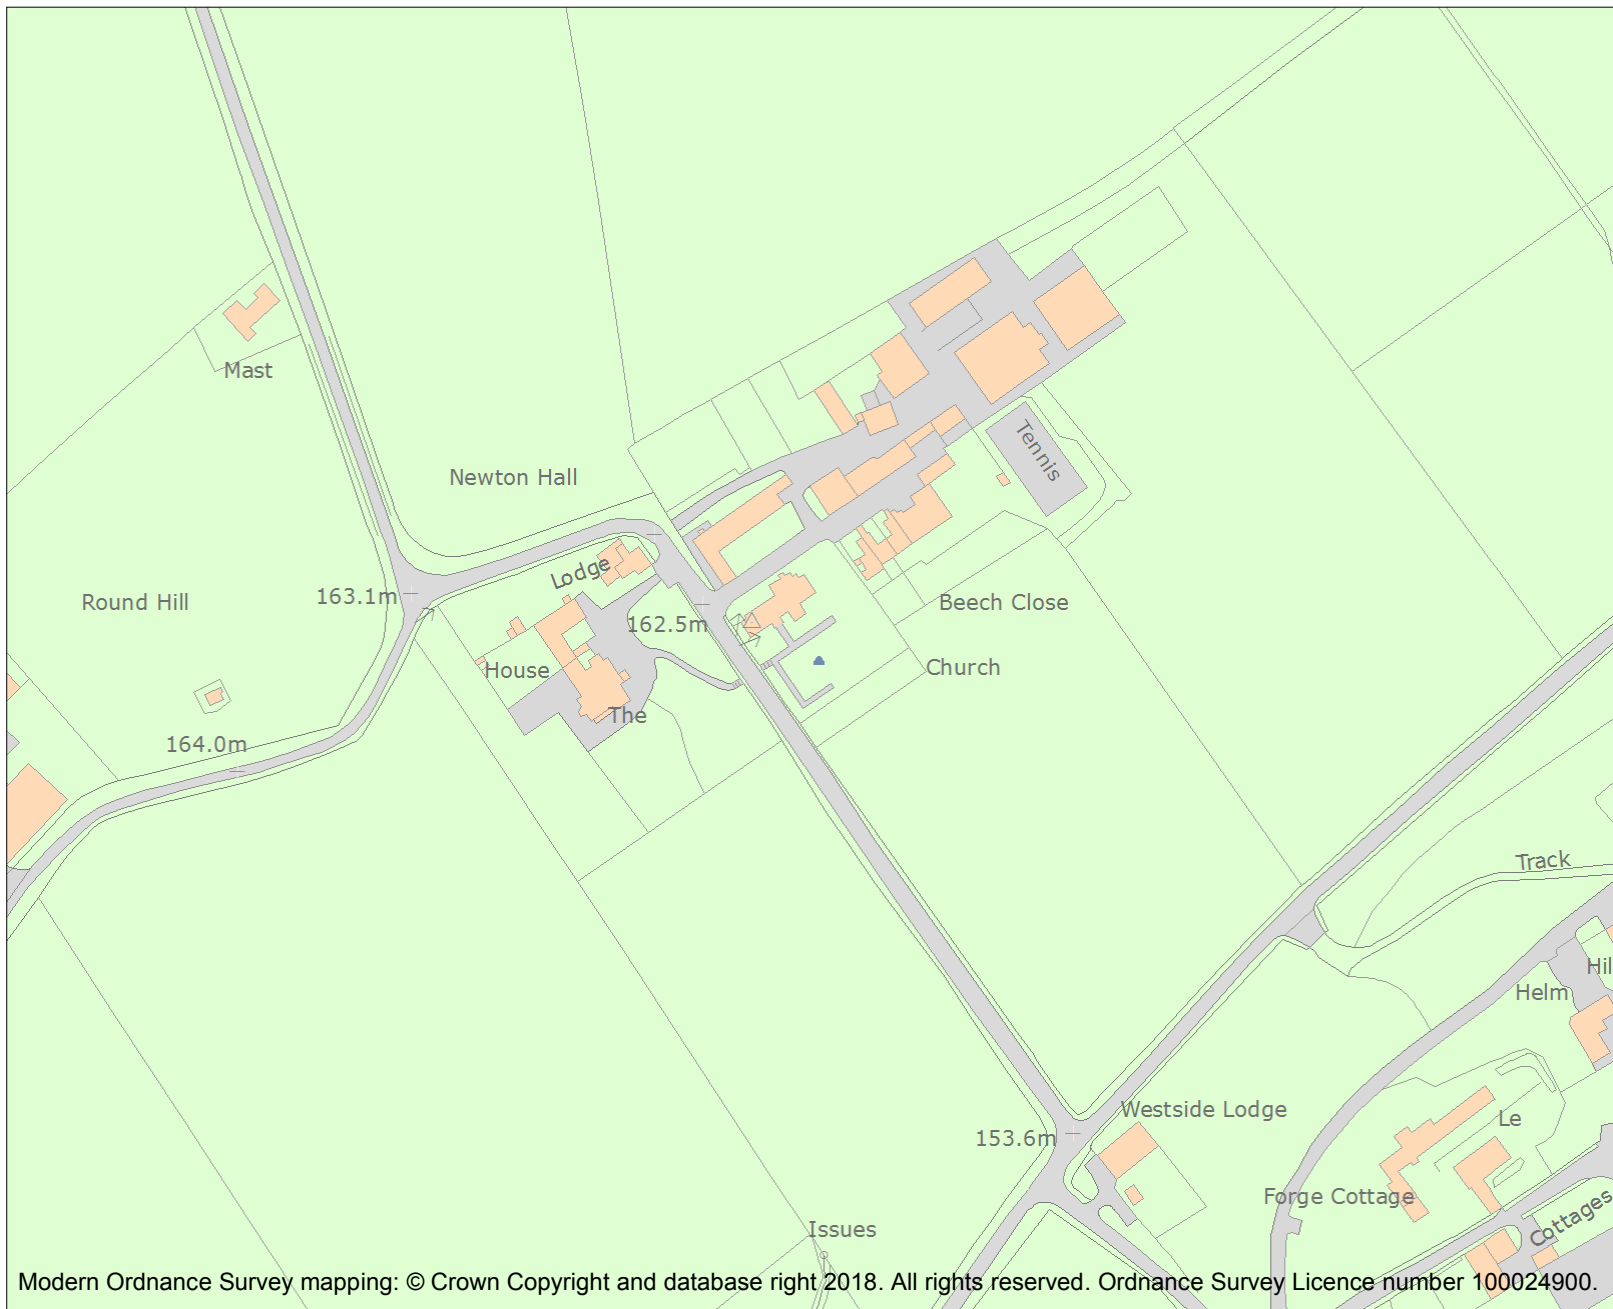 Mast
Tennis
Newton Hall
Lodge
163.1m
Round Hill
162.5m
Beech Close
House
Church
The
164.0m
Track
Hil
Helm
Westside Lodge
Le
153.6m
Forge Cottage
Cottages
Issues
Modern Ordnance Survey mapping: © Crown Copyright and database right 2018. All rights reserved. Ordnance Survey Licence number 100024900.